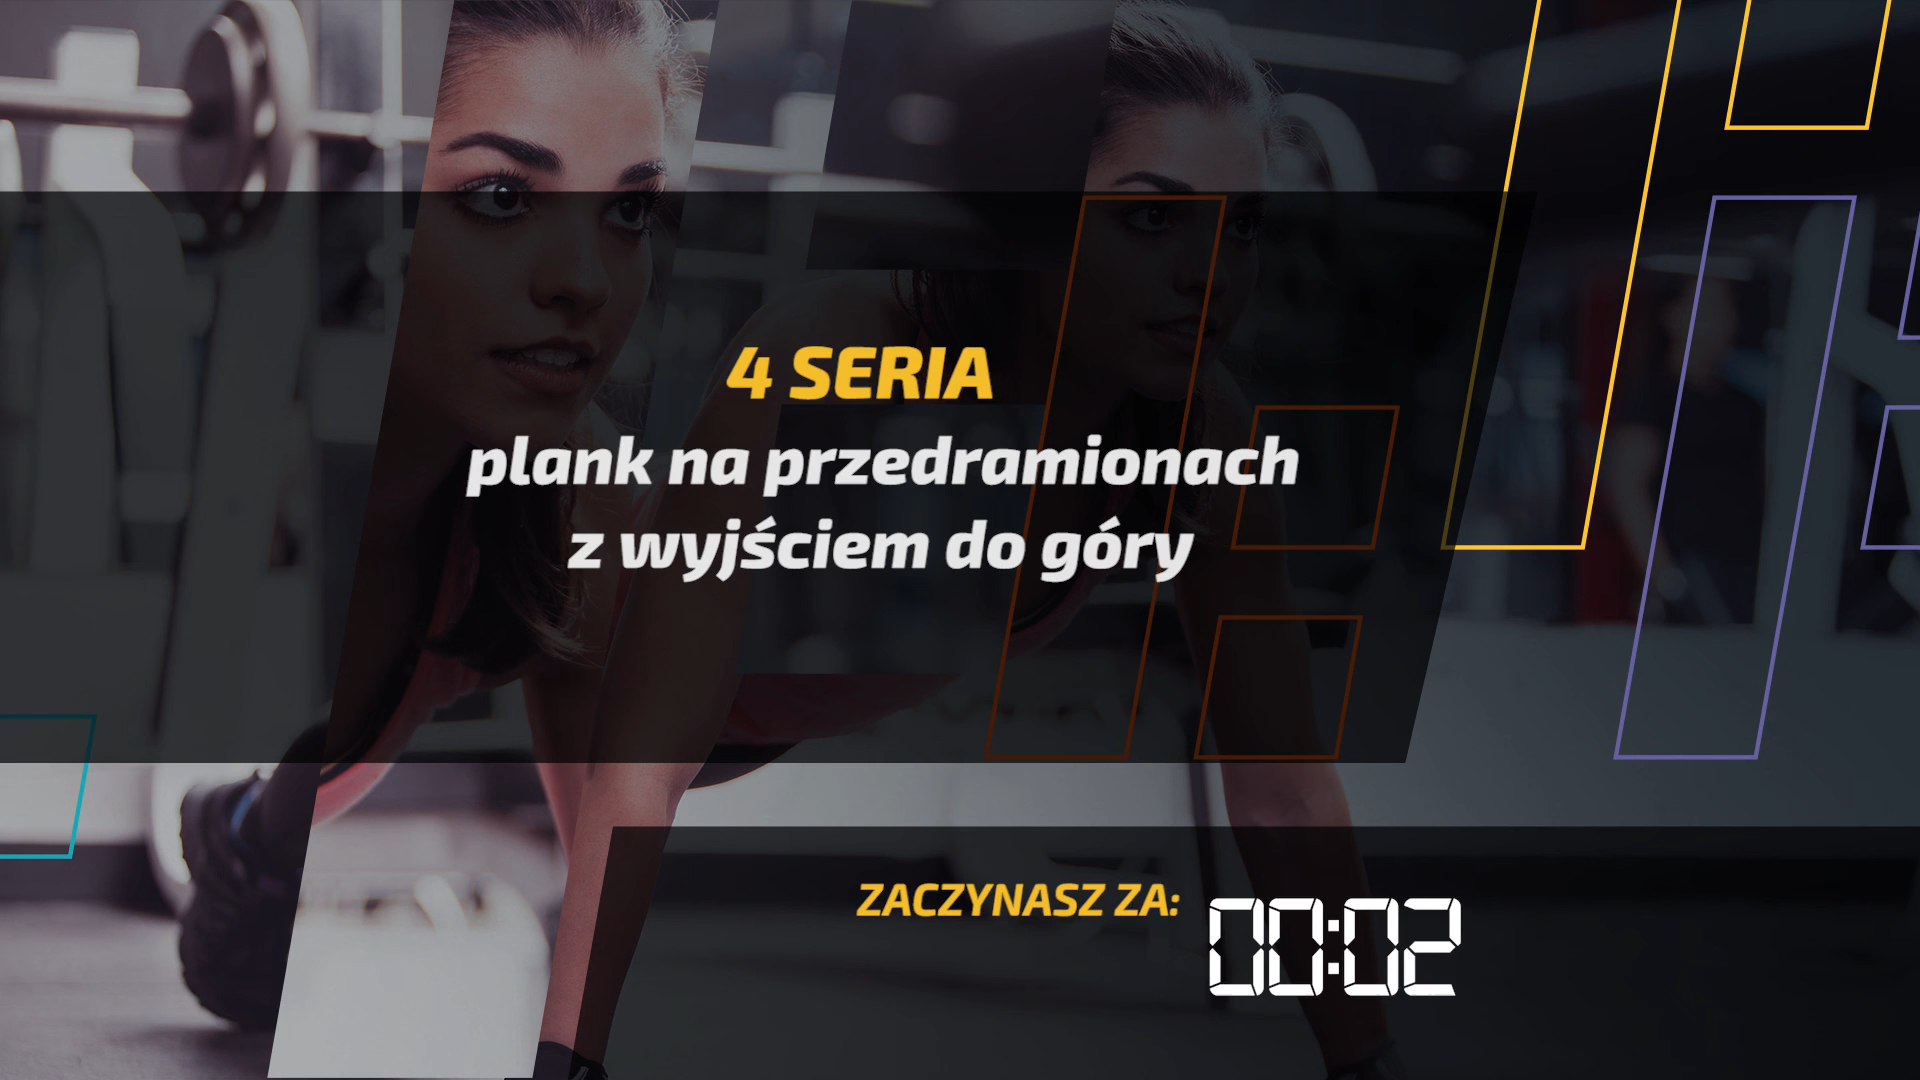 4 SERIA
plank na przedramionach
z wyjściem do góry
ZACZYNASZ ZA: 00:02